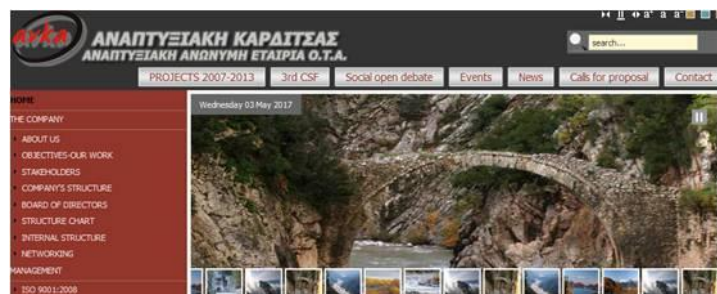 anka
ΑΝΑΠΤΥΞΙΑΚΗ ΚΑΡΔΙΤΣΑΣ
ΑΝΑΠΤΥΞΙΑΚΗ ΑΝΩΝΥΜΗ ΕΤΑΙΡΙΑ Ο.Τ.Α.
search...
PROJECTS 2007-2013 3rd CSF Social open debate Events News Calls for proposal Contact
HOME
Wednesday 03 May 2017
THE COMPANY
ABOUT US
OBJECTIVES-OUR WORK
STAKEHOLDERS
COMPANY'S STRUCTURE
BOARD OF DIRECTORS
STRUCTURE CHART
INTERNAL STRUCTURE
NETWORKING
MANAGEMENT
ISO 9001:2008